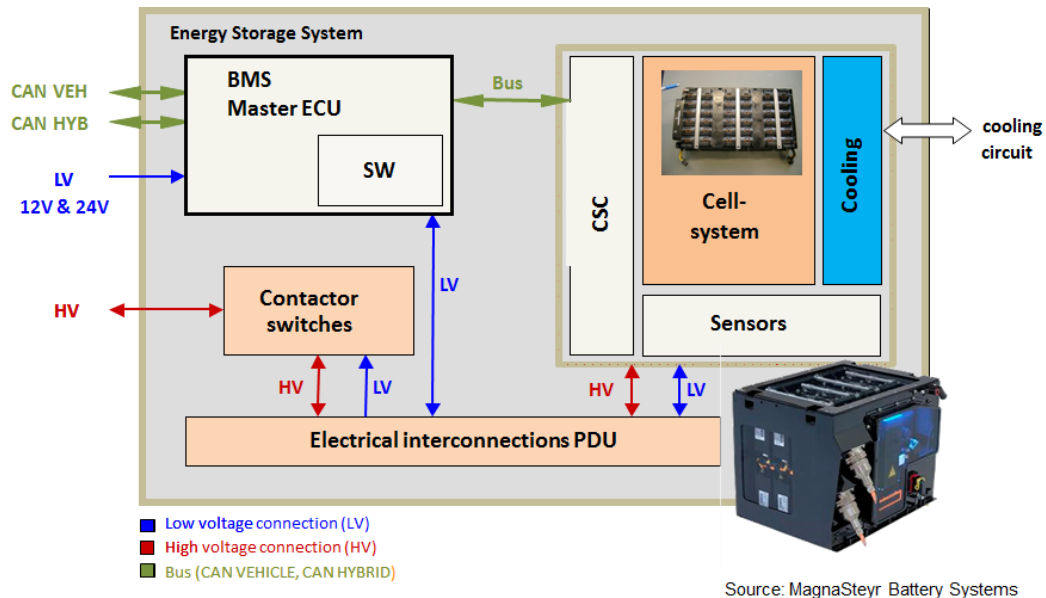 Energy Storage System
BMS
Master ECU
SW
CAN VEH
CAN HYB
LV
12V & 24V
Bus
CSC
Cell-
system
Cooling
cooling
circuit
Sensors
HV
Contactor
switches
LV
HV
LV
HV
LV
Electrical interconnections PDU
Low voltage connection (LV)
High voltage connection (HV)
Bus (CAN VEHICLE, CAN HYBRID)
Source: MagnaSteyr Battery Systems